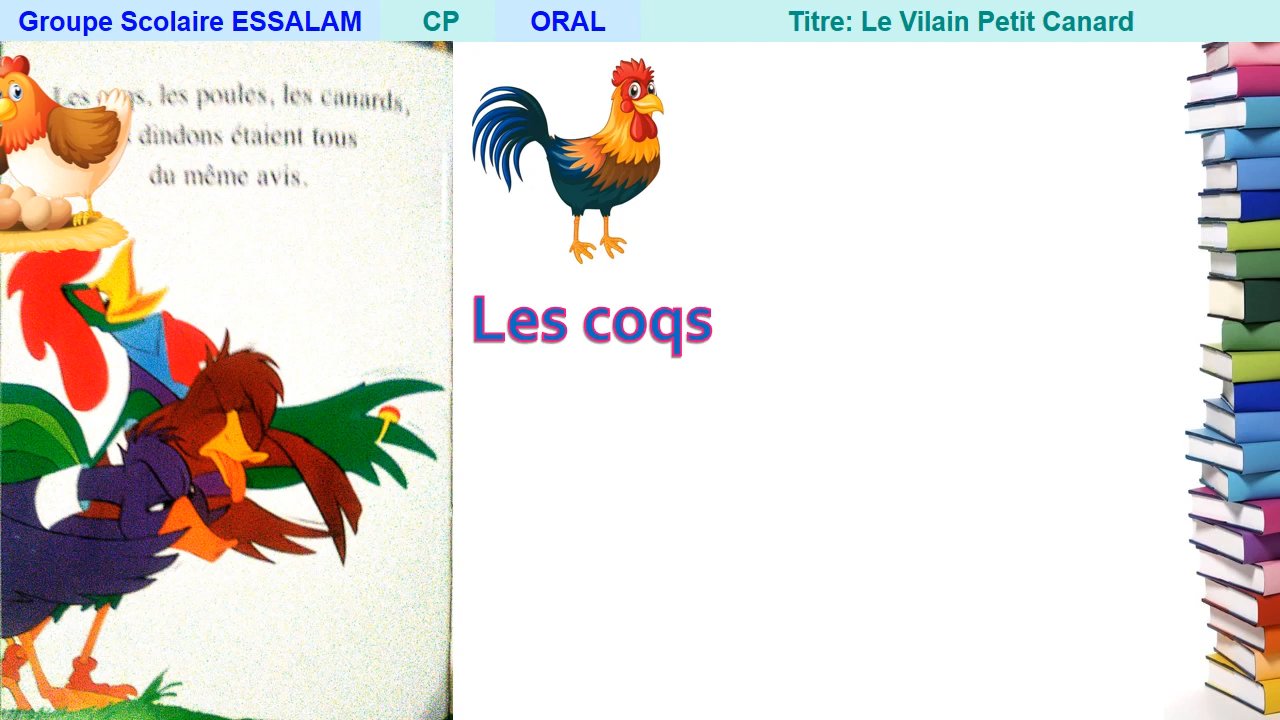 Groupe Scolaire ESSALAM CP ORAL Titre: Le Vilain Petit Canard
Les , les poules, les canards,
dindons étaient tous
du même avis.
Les coqs